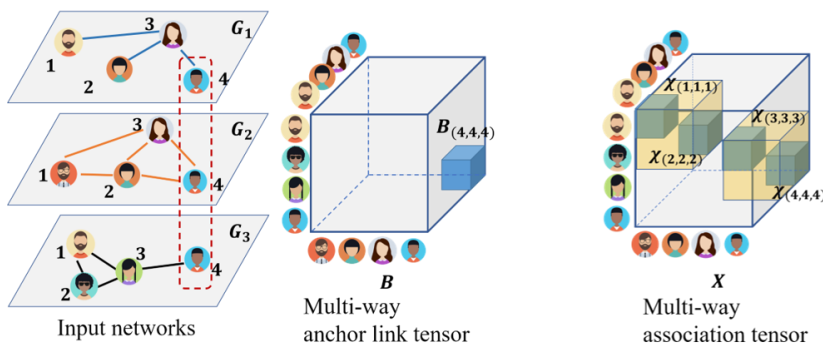 G1
3
1
2
4
G2
3
1
2
4
G3
1
3
2
4
Input networks
B(4,4,4)
B
Multi-way
anchor link tensor
χ(1,1,1)
χ(3,3,3)
χ(2,2,2)
χ(4,4,4)
X
Multi-way
association tensor